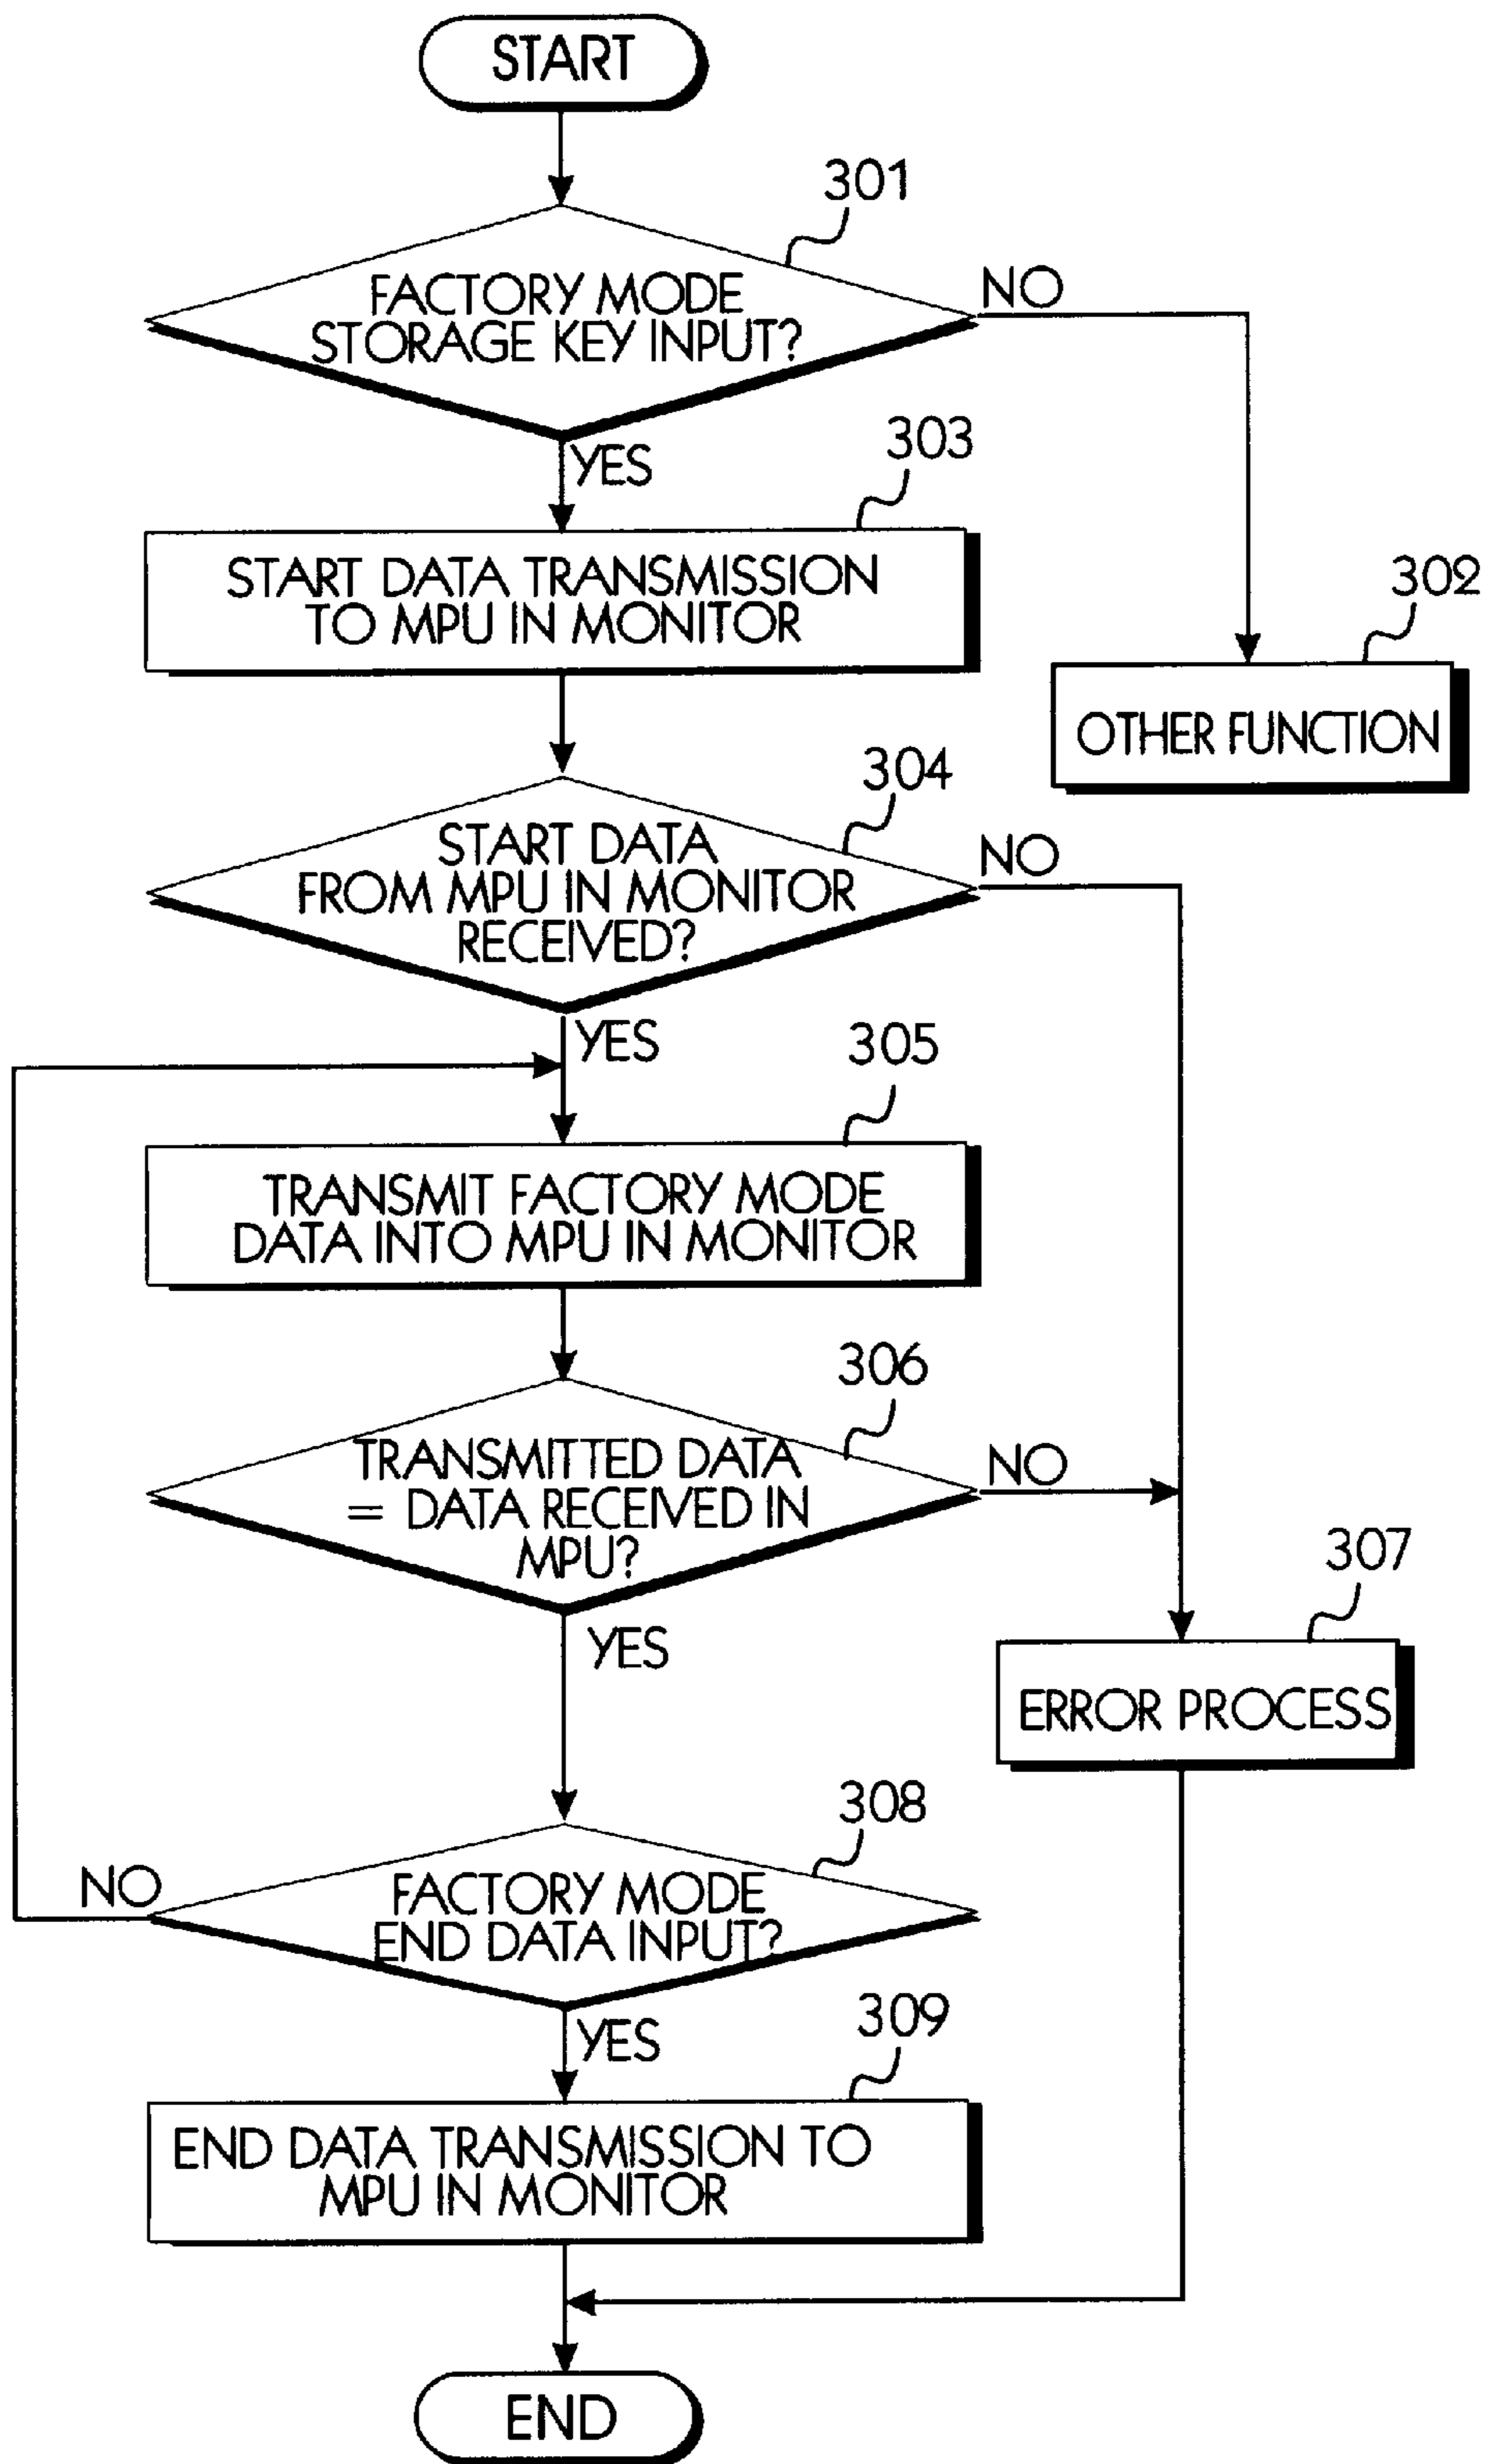 START
301
FACTORY MODE
STORAGE KEY INPUT?
NO
YES
303
START DATA TRANSMISSION
TO MPU IN MONITOR
302
OTHER FUNCTION
304
START DATA
FROM MPU IN MONITOR
RECEIVED?
NO
YES
305
TRANSMIT FACTORY MODE
DATA INTO MPU IN MONITOR
306
TRANSMITTED DATA
= DATA RECEIVED IN
MPU?
NO
YES
307
ERROR PROCESS
308
FACTORY MODE
END DATA INPUT?
NO
YES
309
END DATA TRANSMISSION TO
MPU IN MONITOR
END